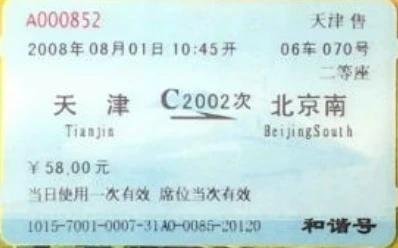 A000852 天津 售
2008年08月01日 10:45开 06车 070号
二等座
天 津 C2002次 北京南
Tianjin BeijingSouth
￥58.00元
当日使用一次有效 席位当次有效
1015-7001-0007-31A0-0085-20120 和谐号